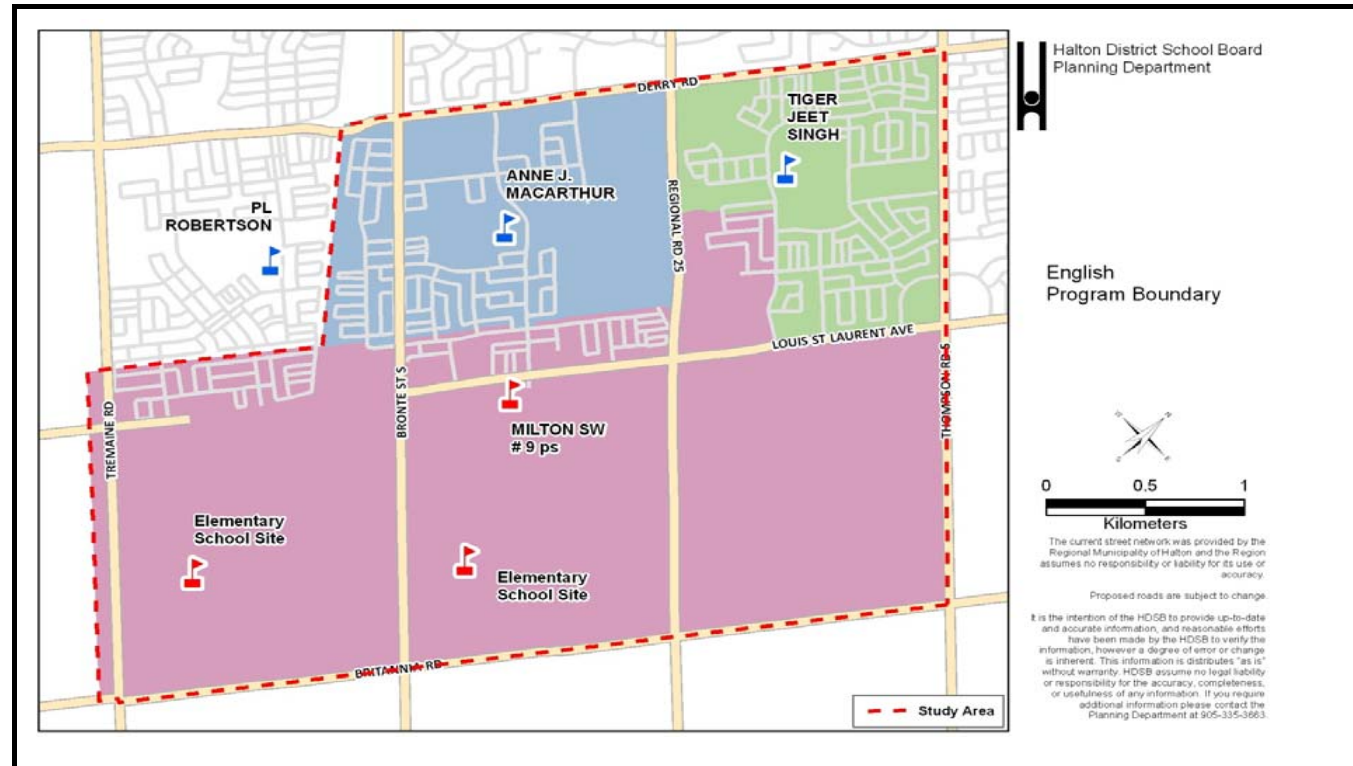 Halton District School Board
Planning Department
DERRY RD
TIGER
JEET
SINGH
ANNE J.
MACARTHUR
PL
ROBERTSON
REGIONAL RD 25
English
Program Boundary
LOUIS ST LAURENT AVE
TREMAINE RD
BRONTE ST S
THOMPSON RD S
MILTON SW
# 9 ps
Elementary
School Site
Elementary
School Site
BRITANNIA RD
0 0.5 1
Kilometers
The current street network was provided by the
Regional Municipality of Halton and the Region
assumes no responsibility or liability for its use or
accuracy.
Proposed roads are subject to change.
It is the intention of the HDSB to provide up-to-date
and accurate information, and reasonable efforts
have been made by the HDSB to verify the
information, however a degree of error or change
is inherent. This information is distributes "as is"
without warranty. HDSB assume no legal liability
or responsibility for the accuracy, completeness,
or usefulness of any information. If you require
additional information please contact the
Planning Department at 905-335-3663.
Study Area